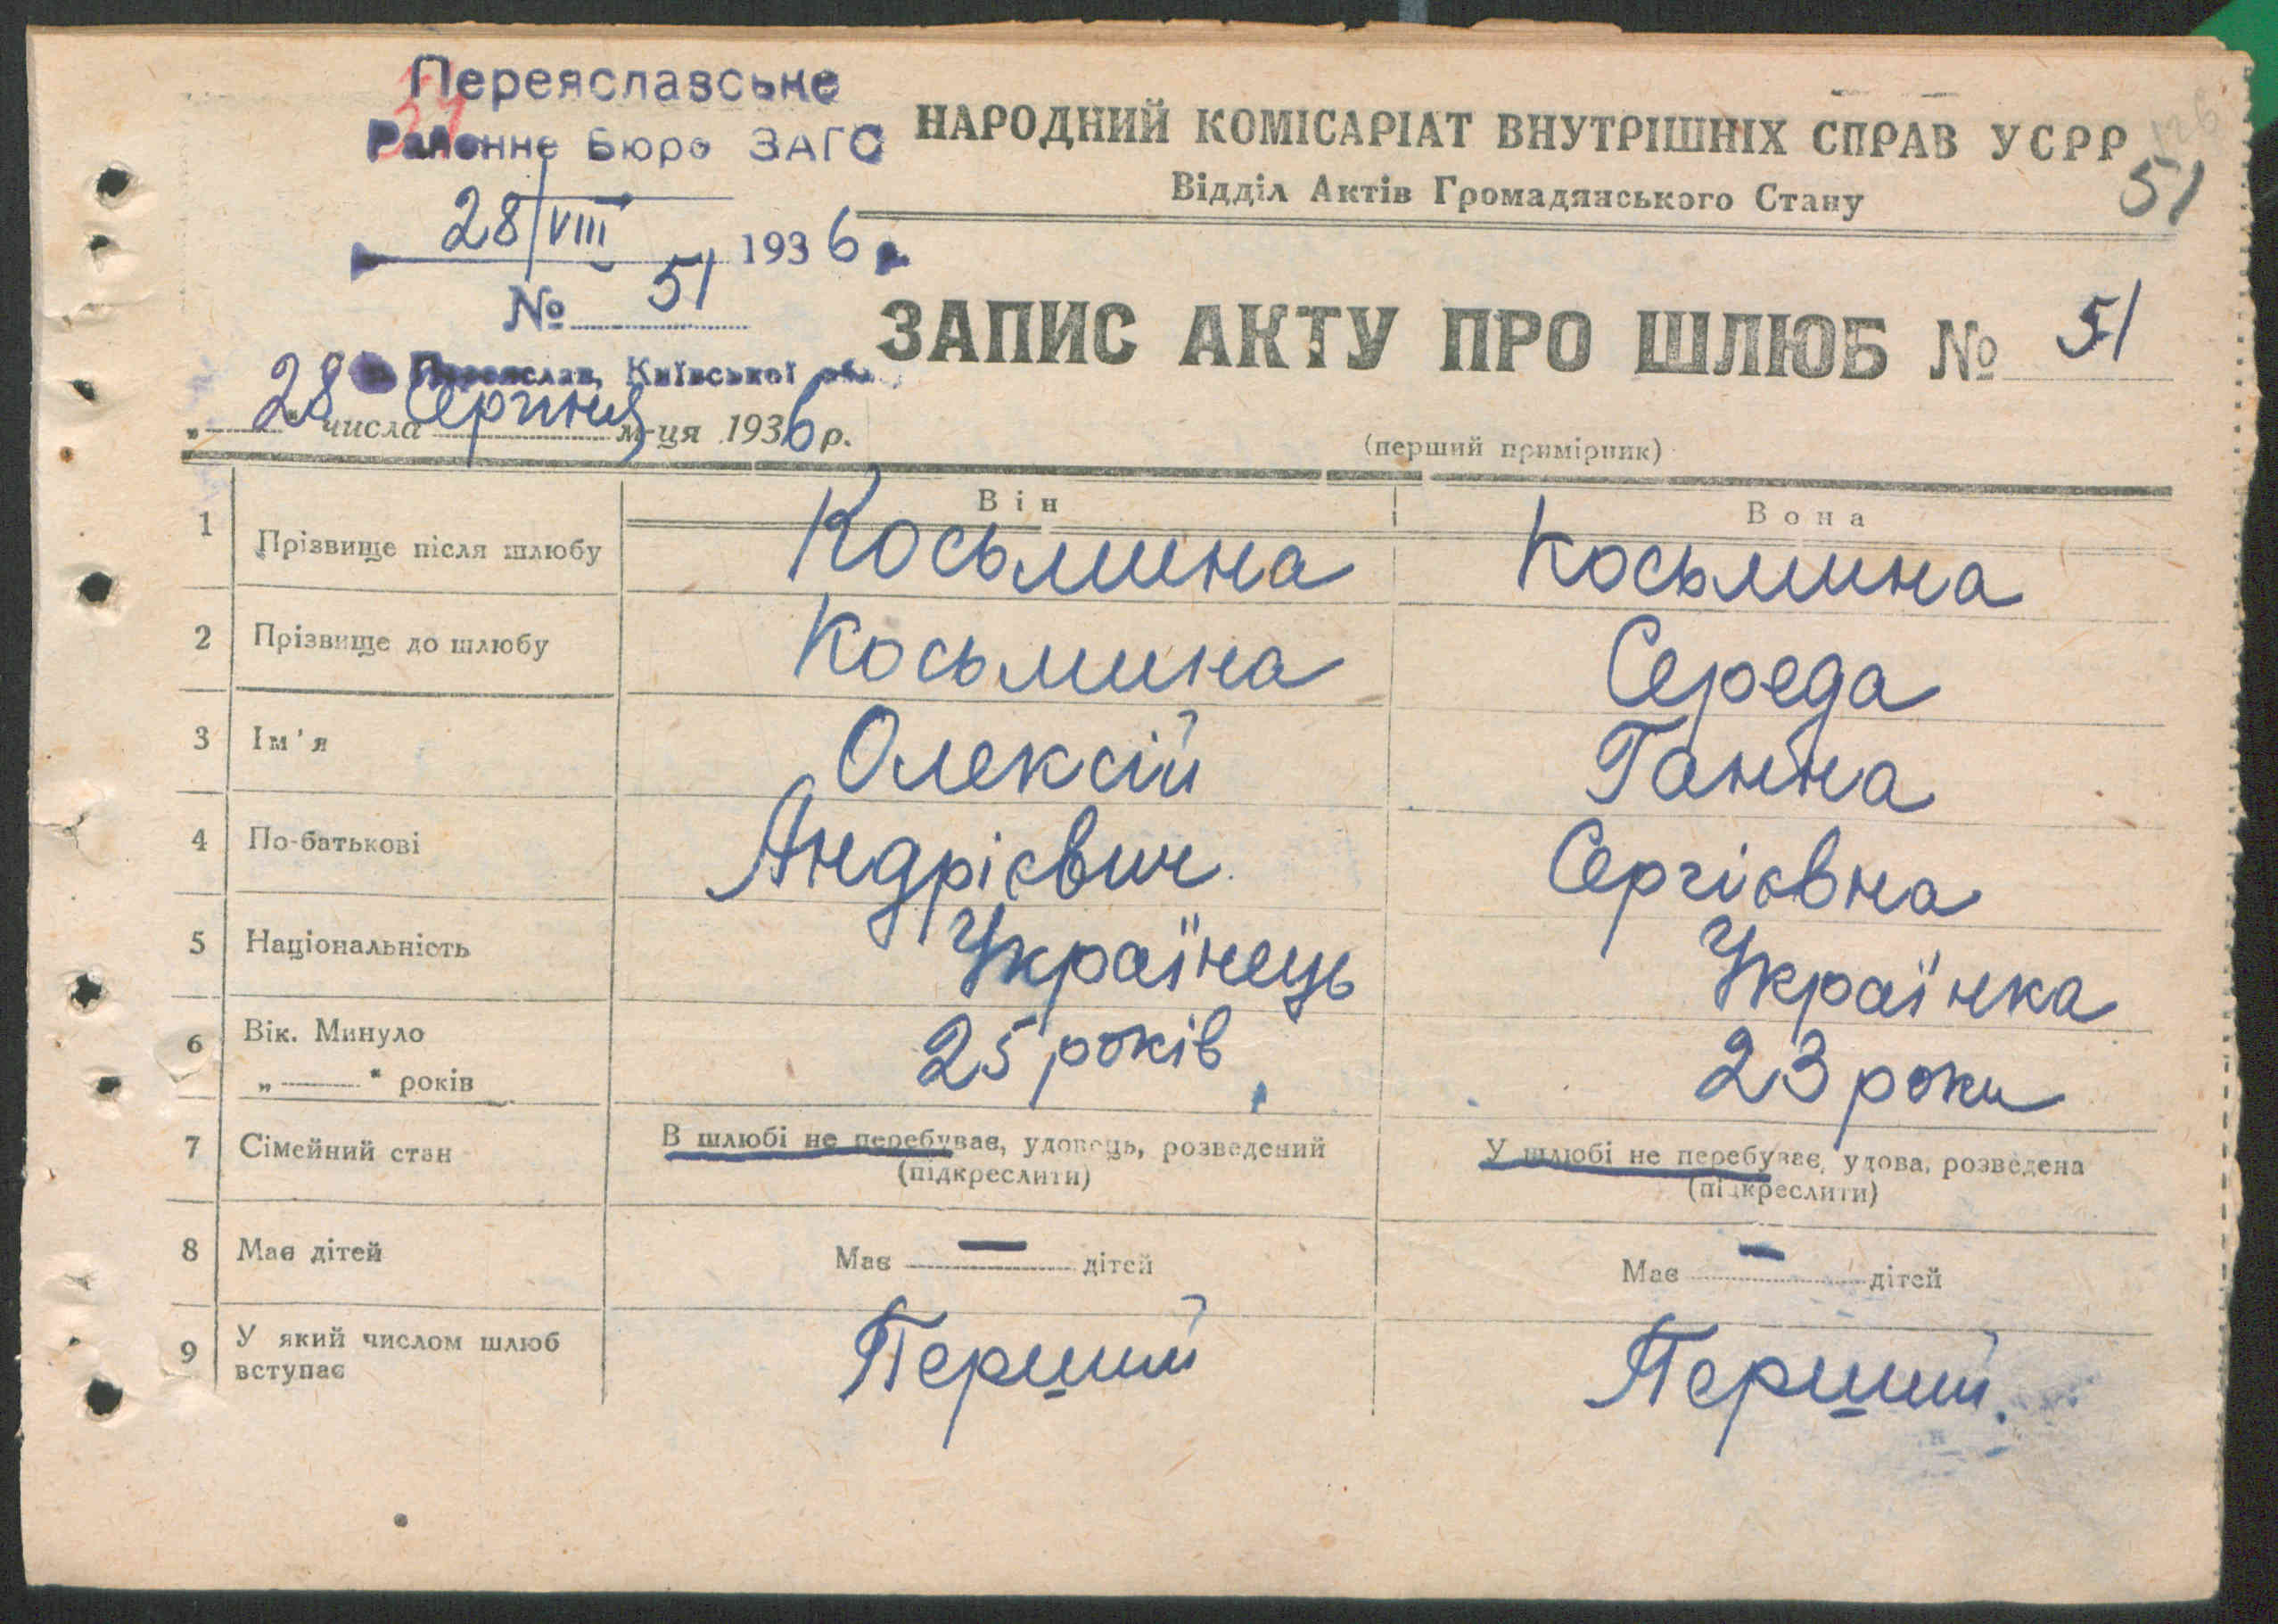 Переяславське
Районне Бюро ЗАГС
28/VIII 1936
№ 51
Переяслав, Київської обл.
НАРОДНИЙ КОМІСАРІАТ ВНУТРІШНІХ СПРАВ УСРР
51
Відділ Актів Громадянського Стану
ЗАПИС АКТУ ПРО ШЛЮБ № 51
„28" числа Серпня м-ця 1936 р.
(перший примірник)
Він Вона
1 Прізвище після шлюбу Косьмина Косьмина
2 Прізвище до шлюбу Косьмина Середа
3 Ім'я Олексій Ганна
4 По-батькові Андрієвич Сергієвна
5 Національність Українець Українка
6 Вік. Минуло
„ " років 25 років 23 роки
7 Сімейний стан В шлюбі не перебуває, удовець, розведений У шлюбі не перебуває, удова, розведена
(підкреслити) (підкреслити)
8 Має дітей Має — дітей Має — дітей
9 У який числом шлюб
вступає Перший Перший.